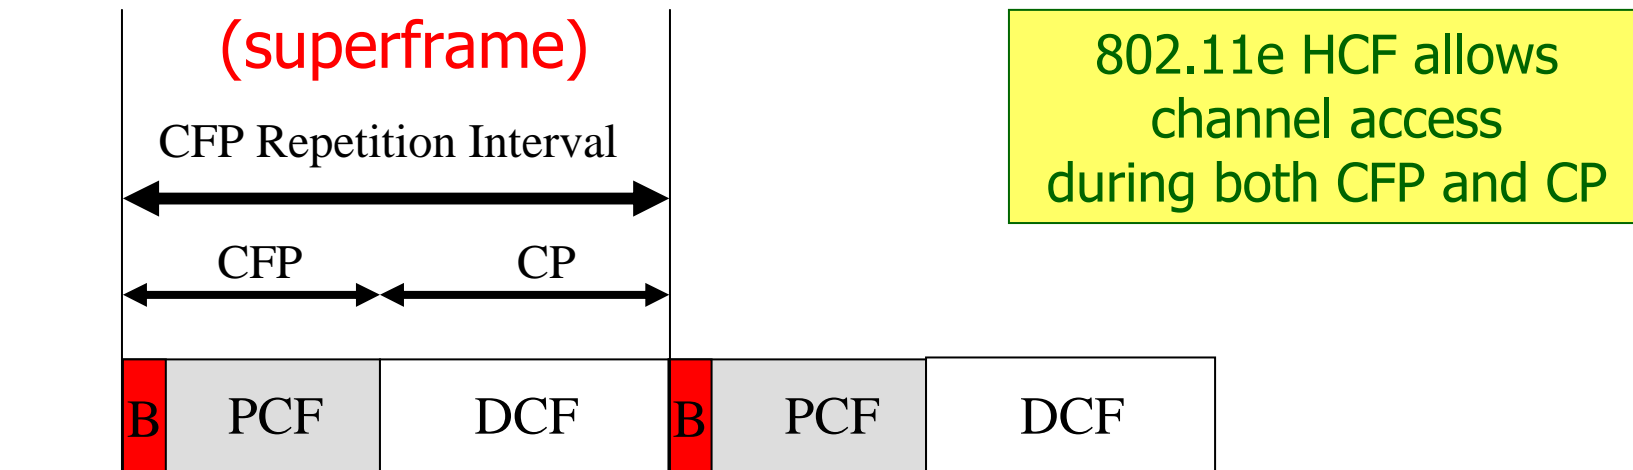 (superframe)
CFP Repetition Interval
CFP CP
B PCF DCF B PCF DCF
802.11e HCF allows
channel access
during both CFP and CP